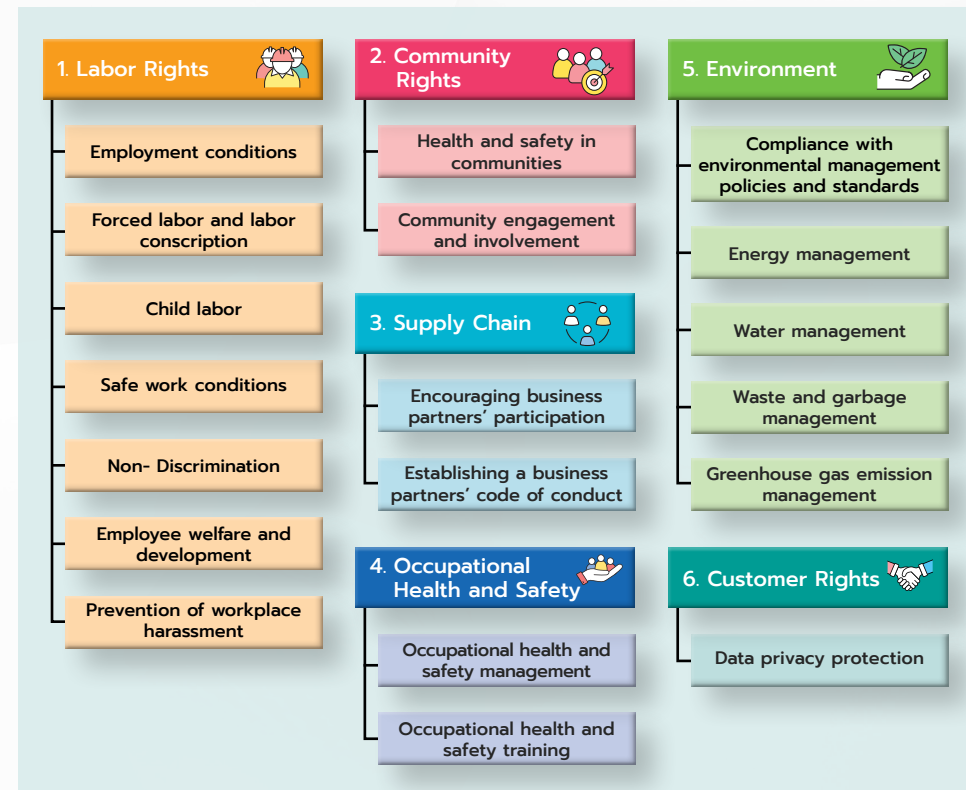 1. Labor Rights
Employment conditions
Forced labor and labor
conscription
Child labor
Safe work conditions
Non- Discrimination
Employee welfare and
development
Prevention of workplace
harassment
2. Community
Rights
Health and safety in
communities
Community engagement
and involvement
3. Supply Chain
Encouraging business
partners’ participation
Establishing a business
partners’ code of conduct
4. Occupational
Health and Safety
Occupational health and
safety management
Occupational health and
safety training
5. Environment
Compliance with
environmental management
policies and standards
Energy management
Water management
Waste and garbage
management
Greenhouse gas emission
management
6. Customer Rights
Data privacy protection